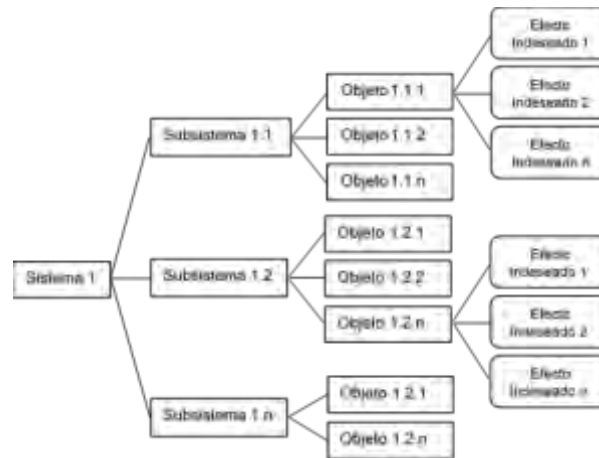 Efecto
Indeseado 1
Objeto 1.1.1
Efecto
Indeseado 2
Subsistema 1.1
Objeto 1.1.2
Efecto
Indeseado n
Objeto 1.1.n
Objeto 1.2.1
Sistema 1
Subsistema 1.2
Objeto 1.2.2
Efecto
Indeseado 1
Objeto 1.2.n
Efecto
Indeseado 2
Efecto
Indeseado n
Subsistema 1.n
Objeto 1.2.1
Objeto 1.2.n